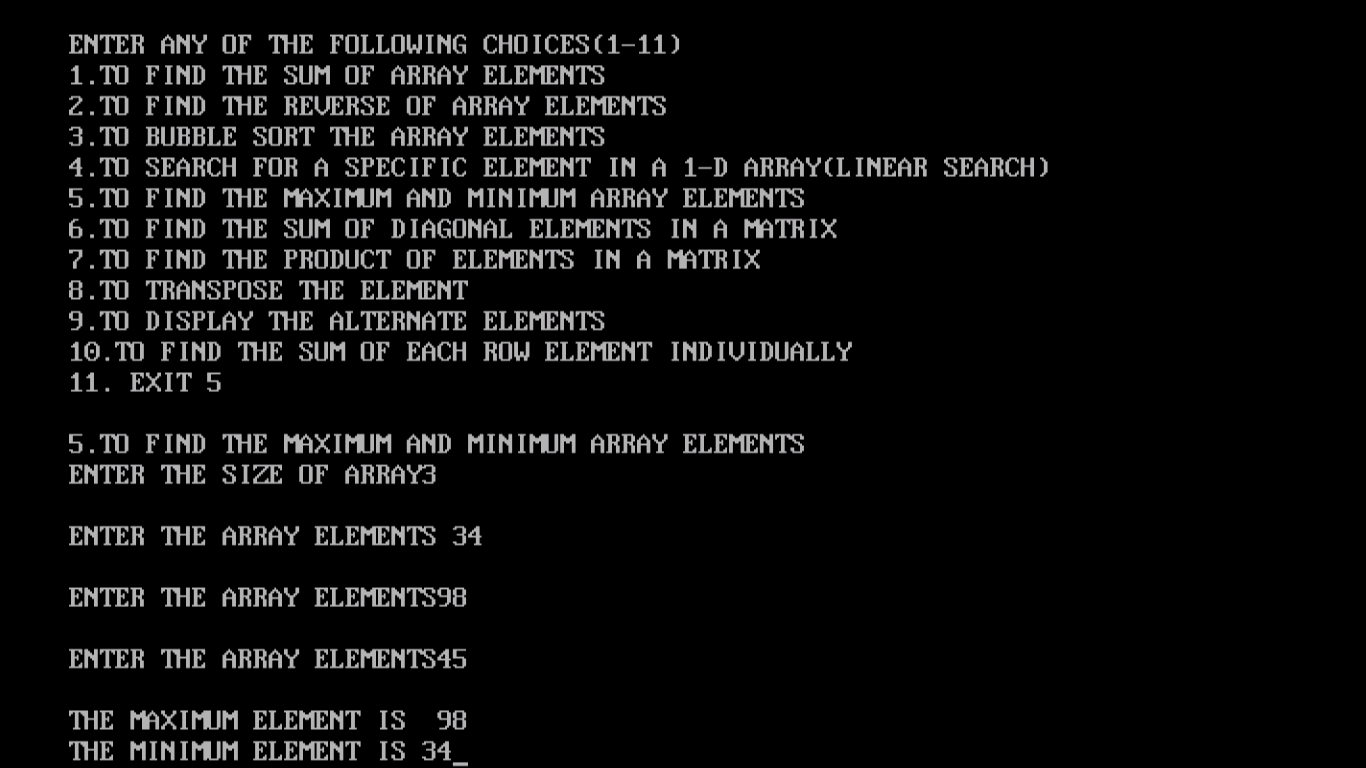 ENTER ANY OF THE FOLLOWING CHOICES(1-11)
1.TO FIND THE SUM OF ARRAY ELEMENTS
2.TO FIND THE REVERSE OF ARRAY ELEMENTS
3.TO BUBBLE SORT THE ARRAY ELEMENTS
4.TO SEARCH FOR A SPECIFIC ELEMENT IN A 1-D ARRAY(LINEAR SEARCH)
5.TO FIND THE MAXIMUM AND MINIMUM ARRAY ELEMENTS
6.TO FIND THE SUM OF DIAGONAL ELEMENTS IN A MATRIX
7.TO FIND THE PRODUCT OF ELEMENTS IN A MATRIX
8.TO TRANSPOSE THE ELEMENT
9.TO DISPLAY THE ALTERNATE ELEMENTS
10.TO FIND THE SUM OF EACH ROW ELEMENT INDIVIDUALLY
11. EXIT 5
5.TO FIND THE MAXIMUM AND MINIMUM ARRAY ELEMENTS
ENTER THE SIZE OF ARRAY3
ENTER THE ARRAY ELEMENTS 34
ENTER THE ARRAY ELEMENTS98
ENTER THE ARRAY ELEMENTS45
THE MAXIMUM ELEMENT IS  98
THE MINIMUM ELEMENT IS 34_